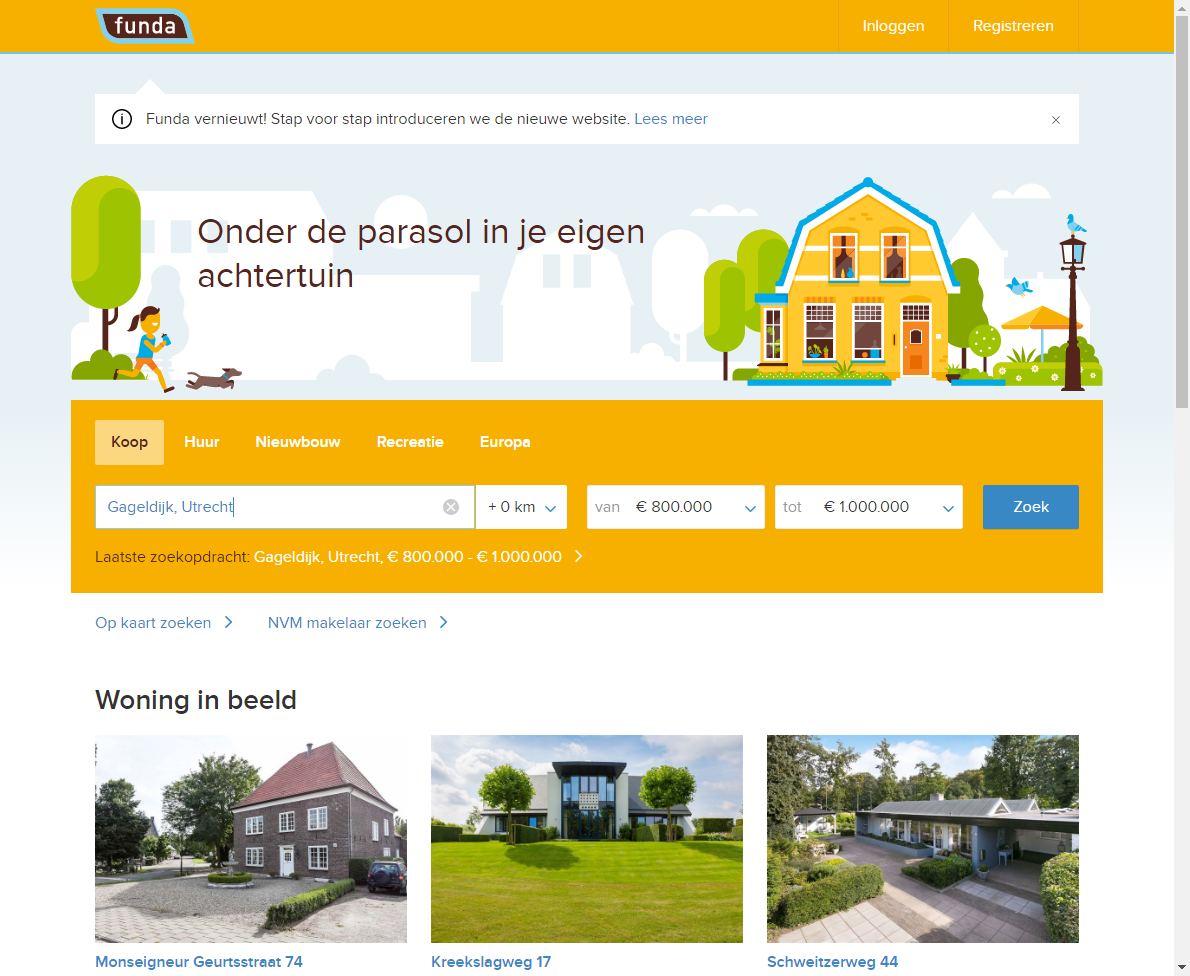 funda
Inloggen
Registreren
Funda vernieuwt! Stap voor stap introduceren we de nieuwe website. Lees meer
Onder de parasol in je eigen
achtertuin
Koop Huur Nieuwbouw Recreatie Europa
Gageldijk, Utrecht + 0 km van € 800.000 tot € 1.000.000 Zoek
Laatste zoekopdracht: Gageldijk, Utrecht, € 800.000 - € 1.000.000
Op kaart zoeken NVM makelaar zoeken
Woning in beeld
Monseigneur Geurtsstraat 74
Kreekslagweg 17
Schweitzerweg 44